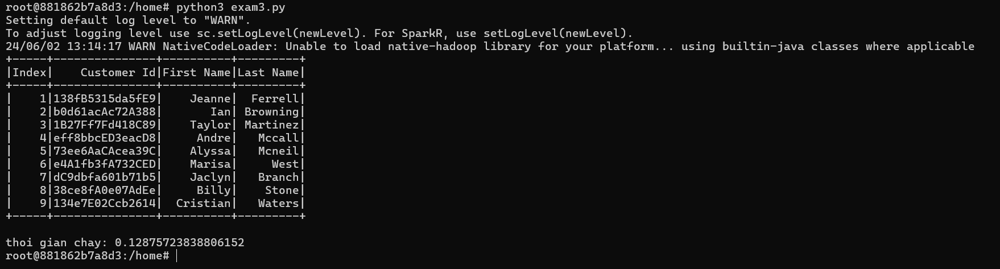 root@881862b7a8d3:/home# python3 exam3.py
Setting default log level to "WARN".
To adjust logging level use sc.setLogLevel(newLevel). For SparkR, use setLogLevel(newLevel).
24/06/02 13:14:17 WARN NativeCodeLoader: Unable to load native-hadoop library for your platform... using builtin-java classes where applicable
+-----+---------------+----------+---------+
|Index|    Customer Id|First Name|Last Name|
+-----+---------------+----------+---------+
|    1|138fB5315da5fE9|    Jeanne|  Ferrell|
|    2|b0d61acAc72A388|       Ian| Browning|
|    3|1B27Ff7Fd418C89|    Taylor| Martinez|
|    4|eff8bbcED3eacD8|     Andre|   Mccall|
|    5|73ee6AaCAcea39C|    Alyssa|   Mcneil|
|    6|e4A1fb3fA732CED|    Marisa|     West|
|    7|dC9dbfa601b71b5|    Jaclyn|   Branch|
|    8|38ce8fA0e07AdEe|     Billy|    Stone|
|    9|134e7E02Ccb2614|  Cristian|   Waters|
+-----+---------------+----------+---------+
thoi gian chay: 0.12875723838806152
root@881862b7a8d3:/home#